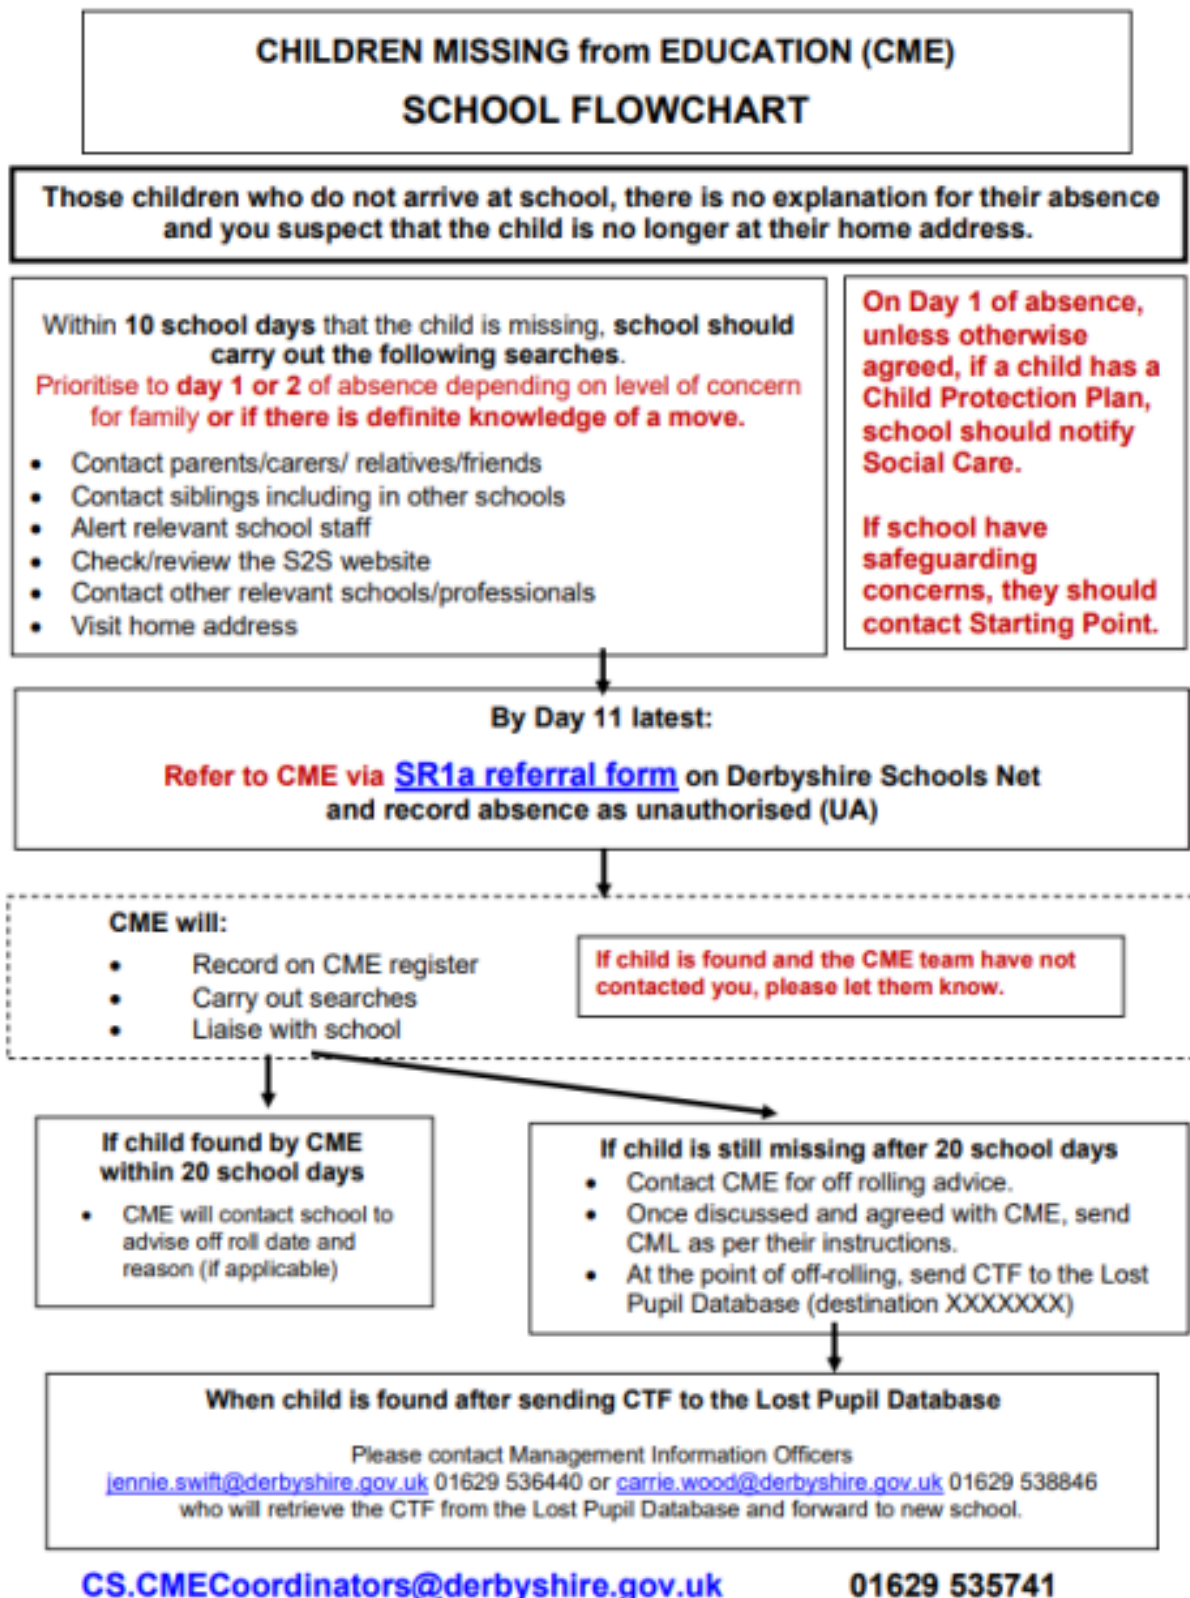 CHILDREN MISSING from EDUCATION (CME)
SCHOOL FLOWCHART
Those children who do not arrive at school, there is no explanation for their absence
and you suspect that the child is no longer at their home address.
Within 10 school days that the child is missing, school should
carry out the following searches.
Prioritise to day 1 or 2 of absence depending on level of concern
for family or if there is definite knowledge of a move.
• Contact parents/carers/ relatives/friends
• Contact siblings including in other schools
• Alert relevant school staff
• Check/review the S2S website
• Contact other relevant schools/professionals
• Visit home address
On Day 1 of absence,
unless otherwise
agreed, if a child has a
Child Protection Plan,
school should notify
Social Care.
If school have
safeguarding
concerns, they should
contact Starting Point.
By Day 11 latest:
Refer to CME via SR1a referral form on Derbyshire Schools Net
and record absence as unauthorised (UA)
CME will:
• Record on CME register
• Carry out searches
• Liaise with school
If child is found and the CME team have not
contacted you, please let them know.
If child found by CME
within 20 school days
• CME will contact school to
advise off roll date and
reason (if applicable)
If child is still missing after 20 school days
• Contact CME for off rolling advice.
• Once discussed and agreed with CME, send
CML as per their instructions.
• At the point of off-rolling, send CTF to the Lost
Pupil Database (destination XXXXXXX)
When child is found after sending CTF to the Lost Pupil Database
Please contact Management Information Officers
jennie.swift@derbyshire.gov.uk 01629 536440 or carrie.wood@derbyshire.gov.uk 01629 538846
who will retrieve the CTF from the Lost Pupil Database and forward to new school.
CS.CMECoordinators@derbyshire.gov.uk 01629 535741